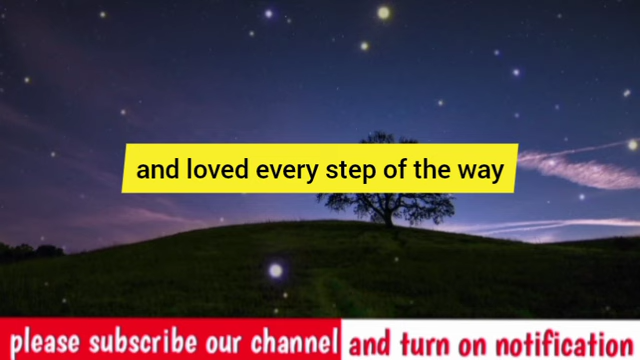 and loved every step of the way
please subscribe our channel and turn on notification